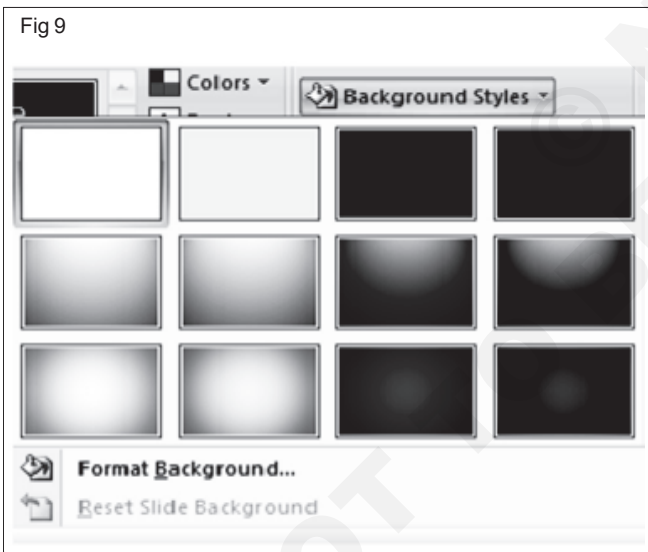 Fig 9
Colors
Background Styles
Format Background...
Reset Slide Background